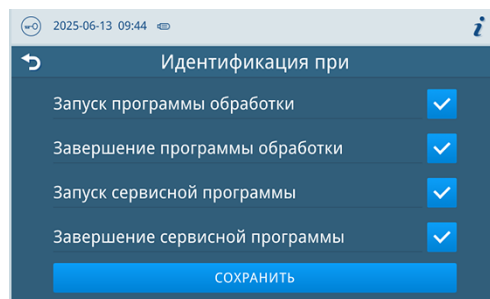 2025-06-13 09:44
i
Идентификация при
Запуск программы обработки
Завершение программы обработки
Запуск сервисной программы
Завершение сервисной программы
СОХРАНИТЬ